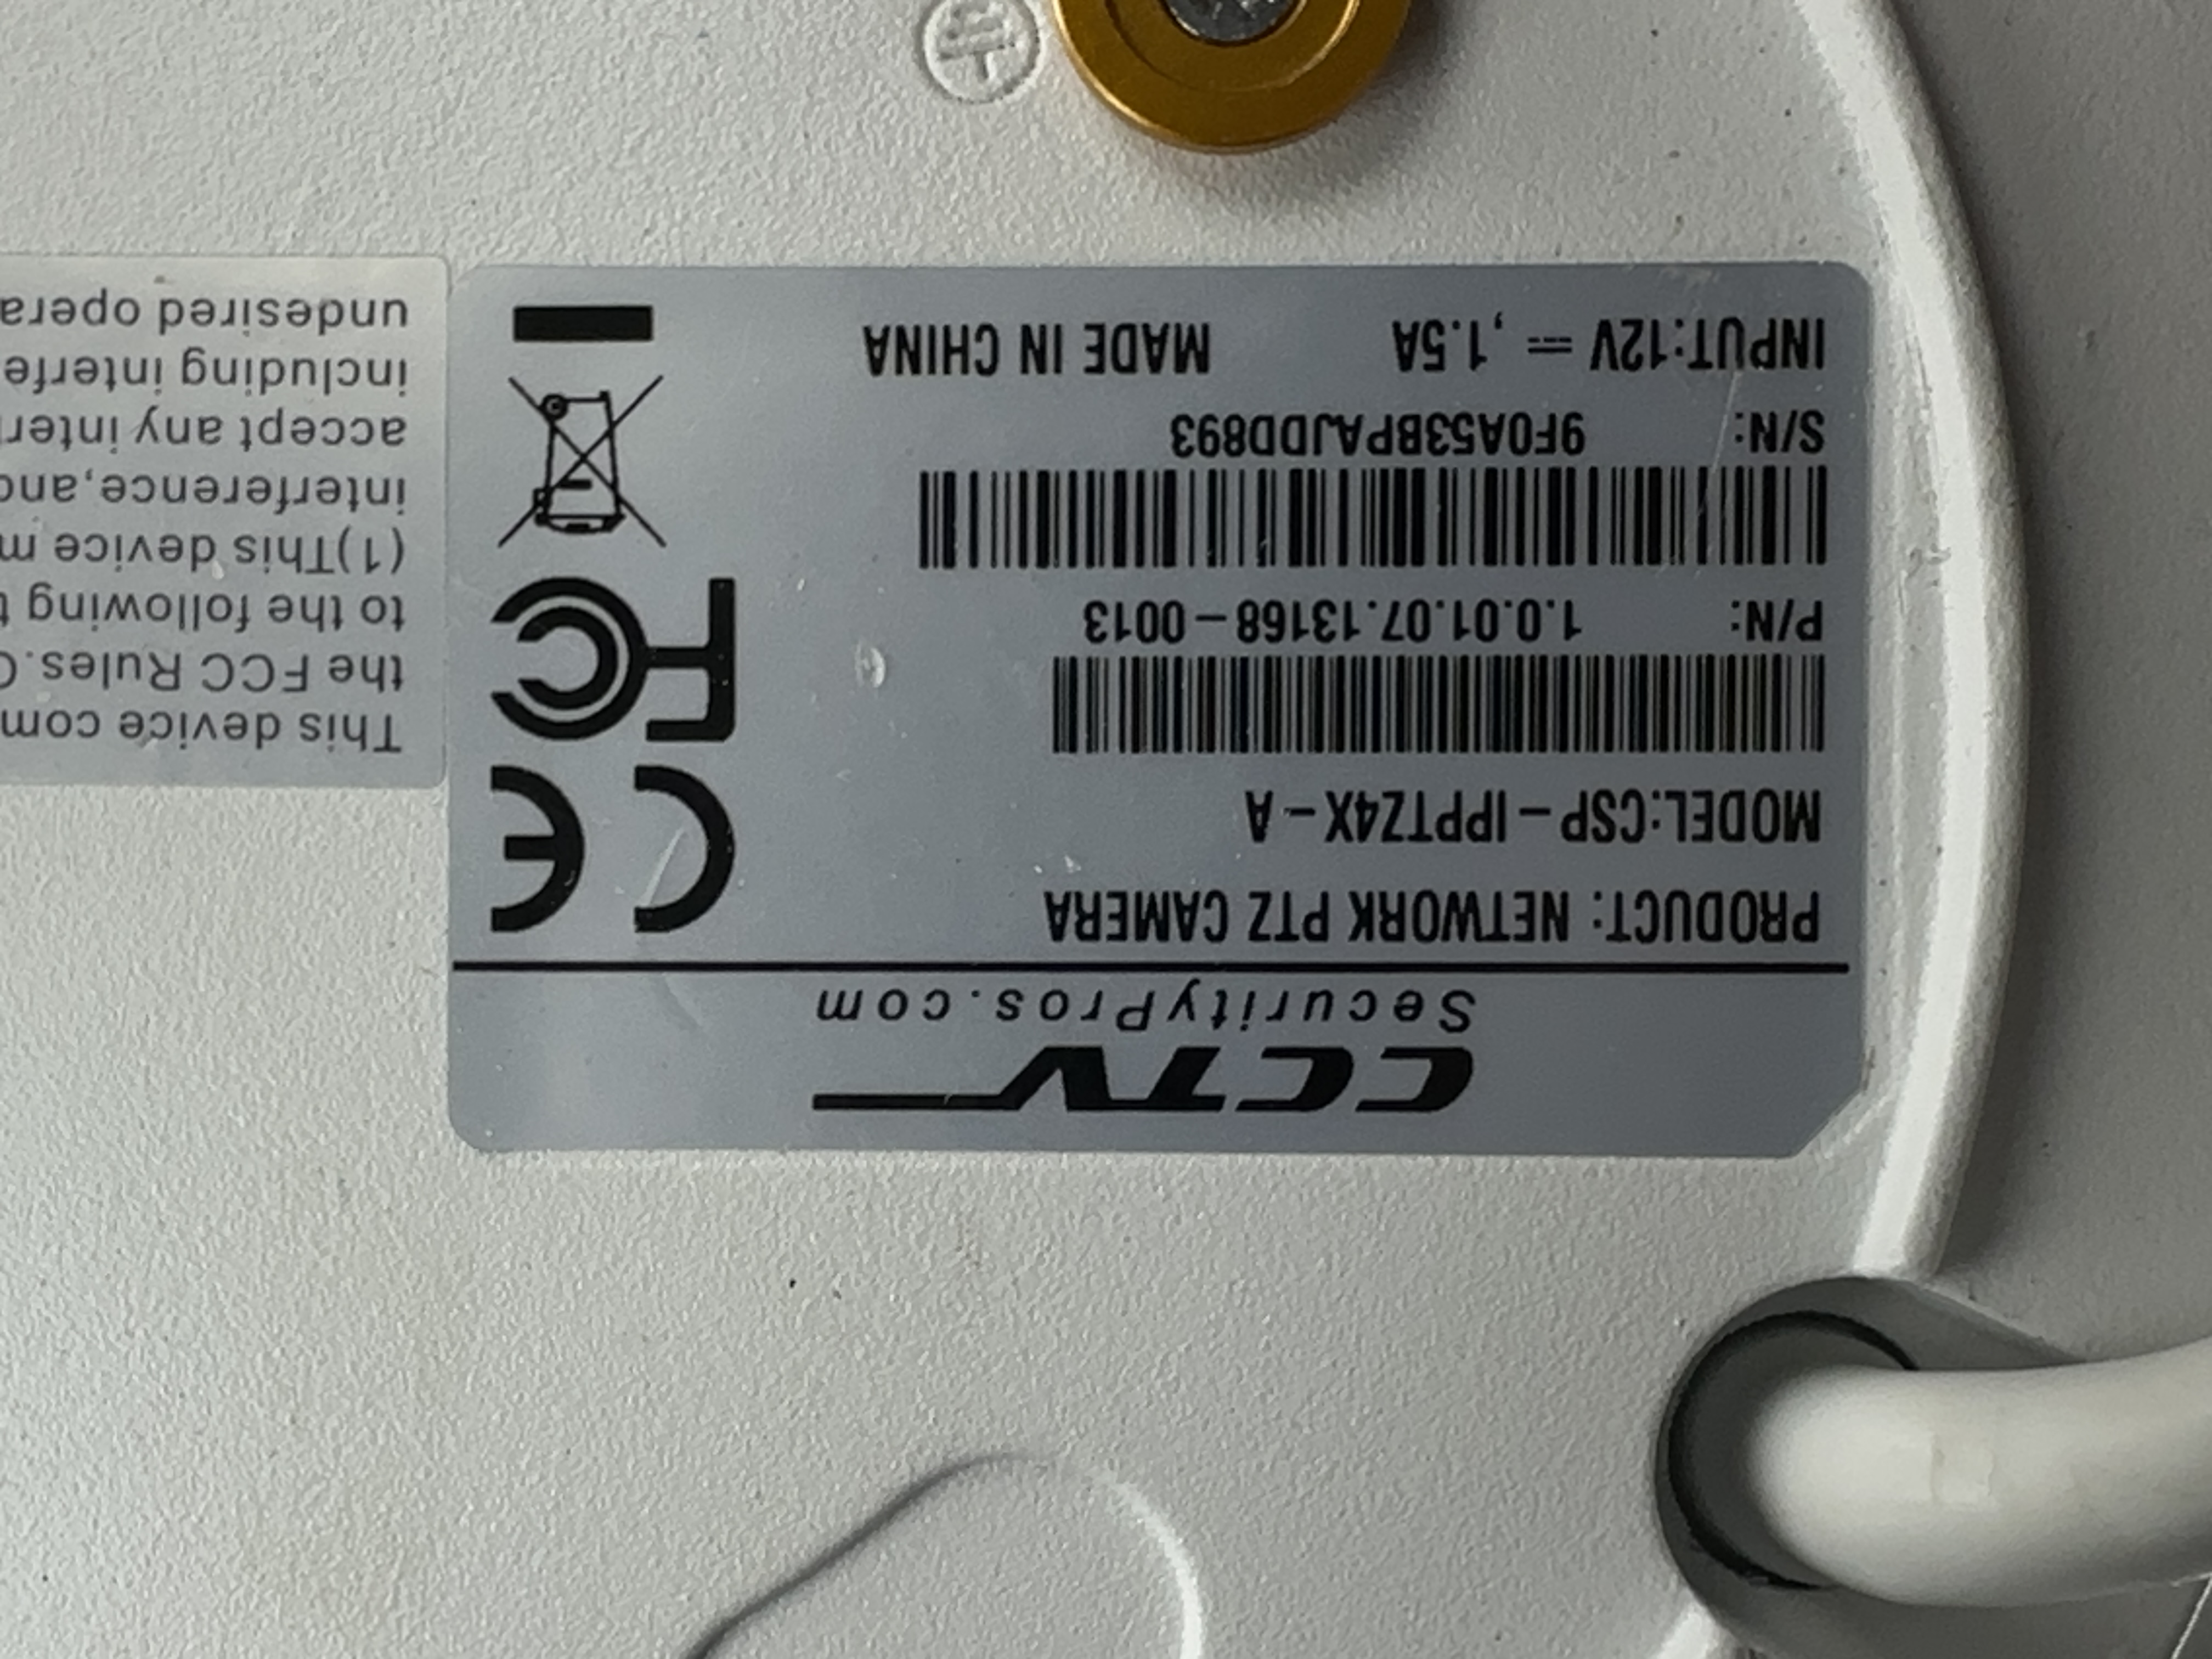 CCTV
SecurityPros.com
PRODUCT: NETWORK PTZ CAMERA
MODEL:CSP-IPPTZ4X-A
P/N: 1.0.01.07.13168-0013
S/N: 9F0A53BPAJDD893
INPUT:12V ⎓, 1.5A MADE IN CHINA
CE
FC
This device com
the FCC Rules.
to the following
(1)This device m
interference,and
accept any inter
including interfe
undesired opera